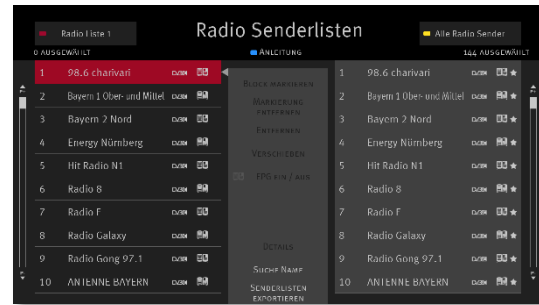 Radio Liste 1
Radio Senderlisten
Alle Radio Sender
0 AUSGEWÄHLT
ANLEITUNG
144 AUSGEWÄHLT
1 98.6 charivari
2 Bayern 1 Ober- und Mittel
3 Bayern 2 Nord
4 Energy Nürnberg
5 Hit Radio N1
6 Radio 8
7 Radio F
8 Radio Galaxy
9 Radio Gong 97.1
10 ANTENNE BAYERN
BLOCK MARKIEREN
MARKIERUNG
ENTFERNEN
ENTFERNEN
VERSCHIEBEN
EPG EIN / AUS
DETAILS
SUCHE NAME
SENDERLISTEN
EXPORTIEREN
1 98.6 charivari
2 Bayern 1 Ober- und Mittel
3 Bayern 2 Nord
4 Energy Nürnberg
5 Hit Radio N1
6 Radio 8
7 Radio F
8 Radio Galaxy
9 Radio Gong 97.1
10 ANTENNE BAYERN